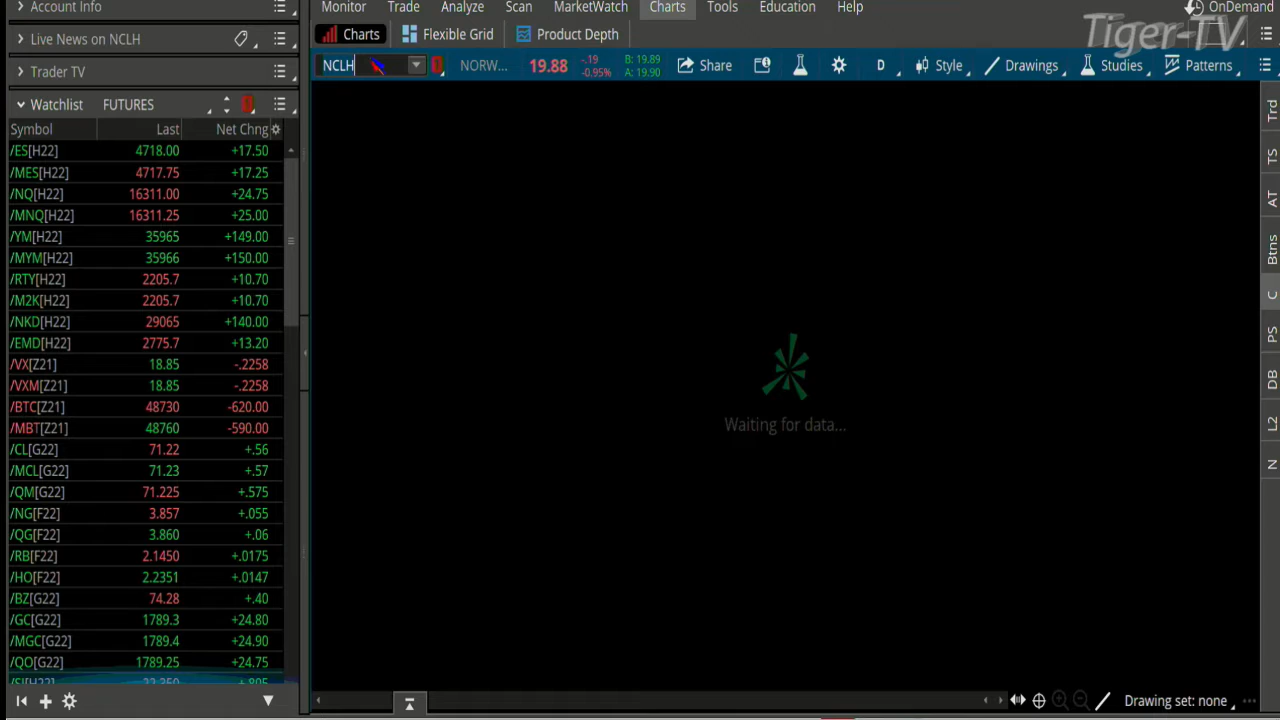 Account Info
Live News on NCLH
Trader TV
Watchlist FUTURES
Symbol Last Net Chng
/ES[H22] 4718.00 +17.50
/MES[H22] 4717.75 +17.25
/NQ[H22] 16311.00 +24.75
/MNQ[H22] 16311.25 +25.00
/YM[H22] 35965 +149.00
/MYM[H22] 35966 +150.00
/RTY[H22] 2205.7 +10.70
/M2K[H22] 2205.7 +10.70
/NKD[H22] 29065 +140.00
/EMD[H22] 2775.7 +13.20
/VX[Z21] 18.85 -.2258
/VXM[Z21] 18.85 -.2258
/BTC[Z21] 48730 -620.00
/MBT[Z21] 48760 -590.00
/CL[G22] 71.22 +.56
/MCL[G22] 71.23 +.57
/QM[G22] 71.225 +.575
/NG[F22] 3.857 +.055
/QG[F22] 3.860 +.06
/RB[F22] 2.1450 +.0175
/HO[F22] 2.2351 +.0147
/BZ[G22] 74.28 +.40
/GC[G22] 1789.3 +24.80
/MGC[G22] 1789.4 +24.90
/QO[G22] 1789.25 +24.75
/SI[H22] 22.350 +.805
Monitor Trade Analyze Scan MarketWatch Charts Tools Education Help OnDemand
Tiger-TV
Charts Flexible Grid Product Depth
NCLH NORW... 19.88 -.19 B: 19.89
-0.95% A: 19.90
Share D Style Drawings Studies Patterns
Waiting for data...
Trd
TS
AT
Btns
C
PS
DB
L2
N
Drawing set: none